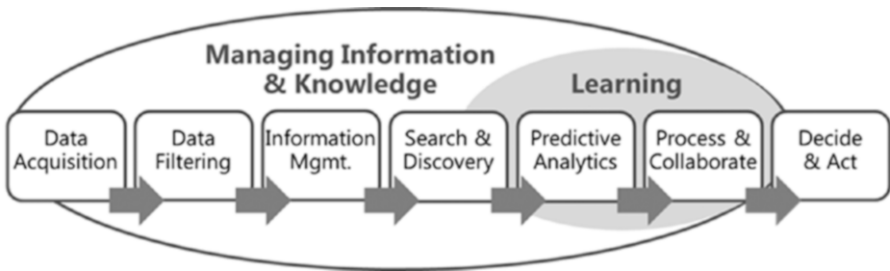 Managing Information
& Knowledge
Learning
Data
Acquisition
Data
Filtering
Information
Mgmt.
Search &
Discovery
Predictive
Analytics
Process &
Collaborate
Decide
& Act